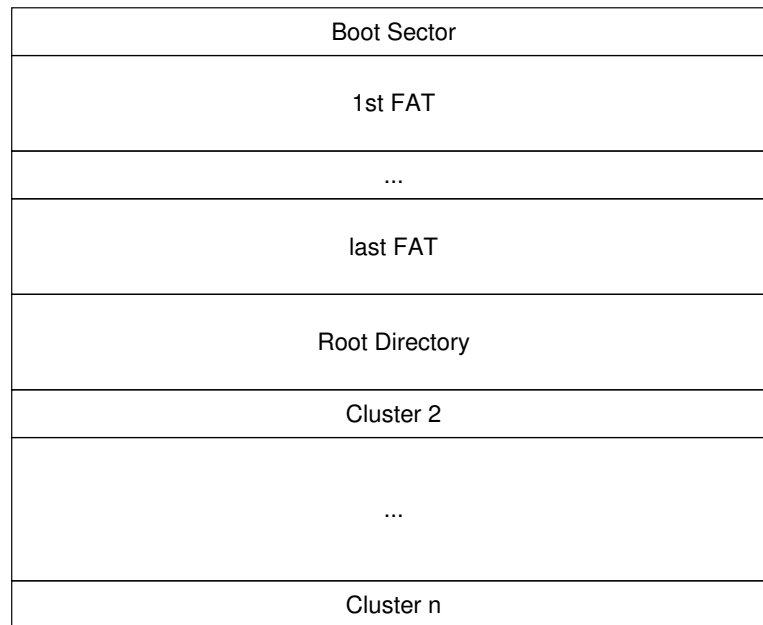 Boot Sector
1st FAT
...
last FAT
Root Directory
Cluster 2
...
Cluster n